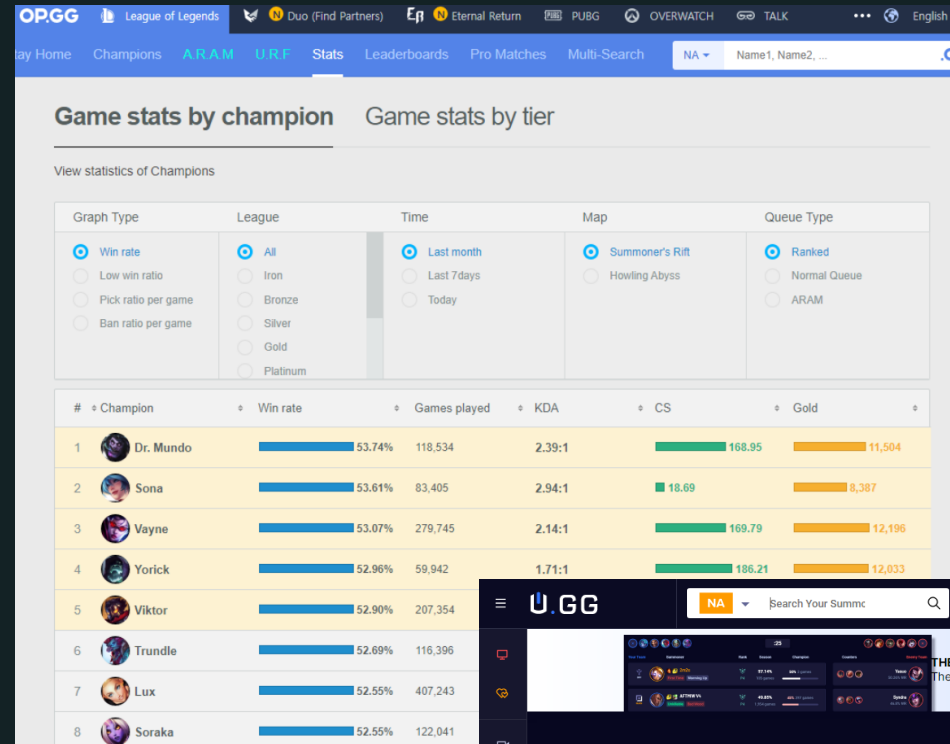 OP.GG League of Legends N Duo (Find Partners) N Eternal Return PUBG OVERWATCH TALK ••• English
tay Home Champions A.R.A.M U.R.F Stats Leaderboards Pro Matches Multi-Search NA Name1, Name2, ... .G
Game stats by champion Game stats by tier
View statistics of Champions
Graph Type League Time Map Queue Type
Win rate All Last month Summoner's Rift Ranked
Low win ratio Iron Last 7days Howling Abyss Normal Queue
Pick ratio per game Bronze Today ARAM
Ban ratio per game Silver
Gold
Platinum
# Champion Win rate Games played KDA CS Gold
1 Dr. Mundo 53.74% 118,534 2.39:1 168.95 11,504
2 Sona 53.61% 83,405 2.94:1 18.69 8,387
3 Vayne 53.07% 279,745 2.14:1 169.79 12,196
4 Yorick 52.96% 59,942 1.71:1 186.21 12,033
5 Viktor 52.90% 207,354
U.GG NA Search Your Summc
6 Trundle 52.69% 116,396
:25
THE
The
7 Lux 52.55% 407,243
8 Soraka 52.55% 122,041